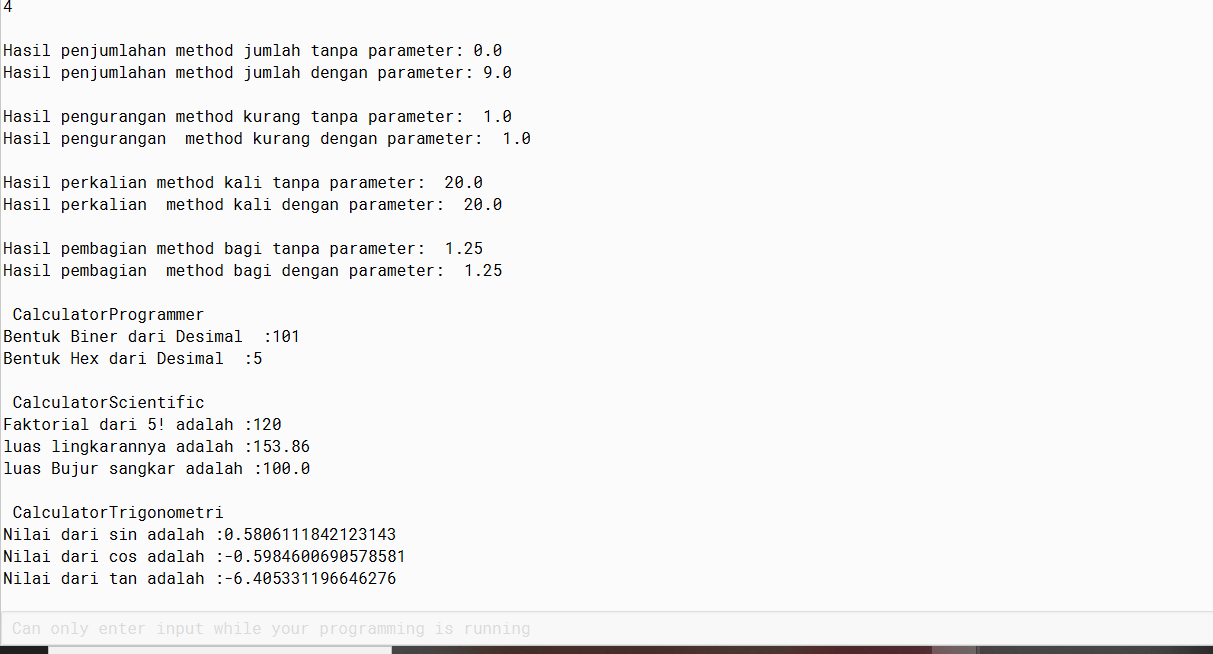 4
Hasil penjumlahan method jumlah tanpa parameter: 0.0
Hasil penjumlahan method jumlah dengan parameter: 9.0
Hasil pengurangan method kurang tanpa parameter:  1.0
Hasil pengurangan  method kurang dengan parameter:  1.0
Hasil perkalian method kali tanpa parameter:  20.0
Hasil perkalian  method kali dengan parameter:  20.0
Hasil pembagian method bagi tanpa parameter:  1.25
Hasil pembagian  method bagi dengan parameter:  1.25
CalculatorProgrammer
Bentuk Biner dari Desimal  :101
Bentuk Hex dari Desimal  :5
CalculatorScientific
Faktorial dari 5! adalah :120
luas lingkarannya adalah :153.86
luas Bujur sangkar adalah :100.0
CalculatorTrigonometri
Nilai dari sin adalah :0.5806111842123143
Nilai dari cos adalah :-0.5984600690578581
Nilai dari tan adalah :-6.405331196646276
Can only enter input while your programming is running